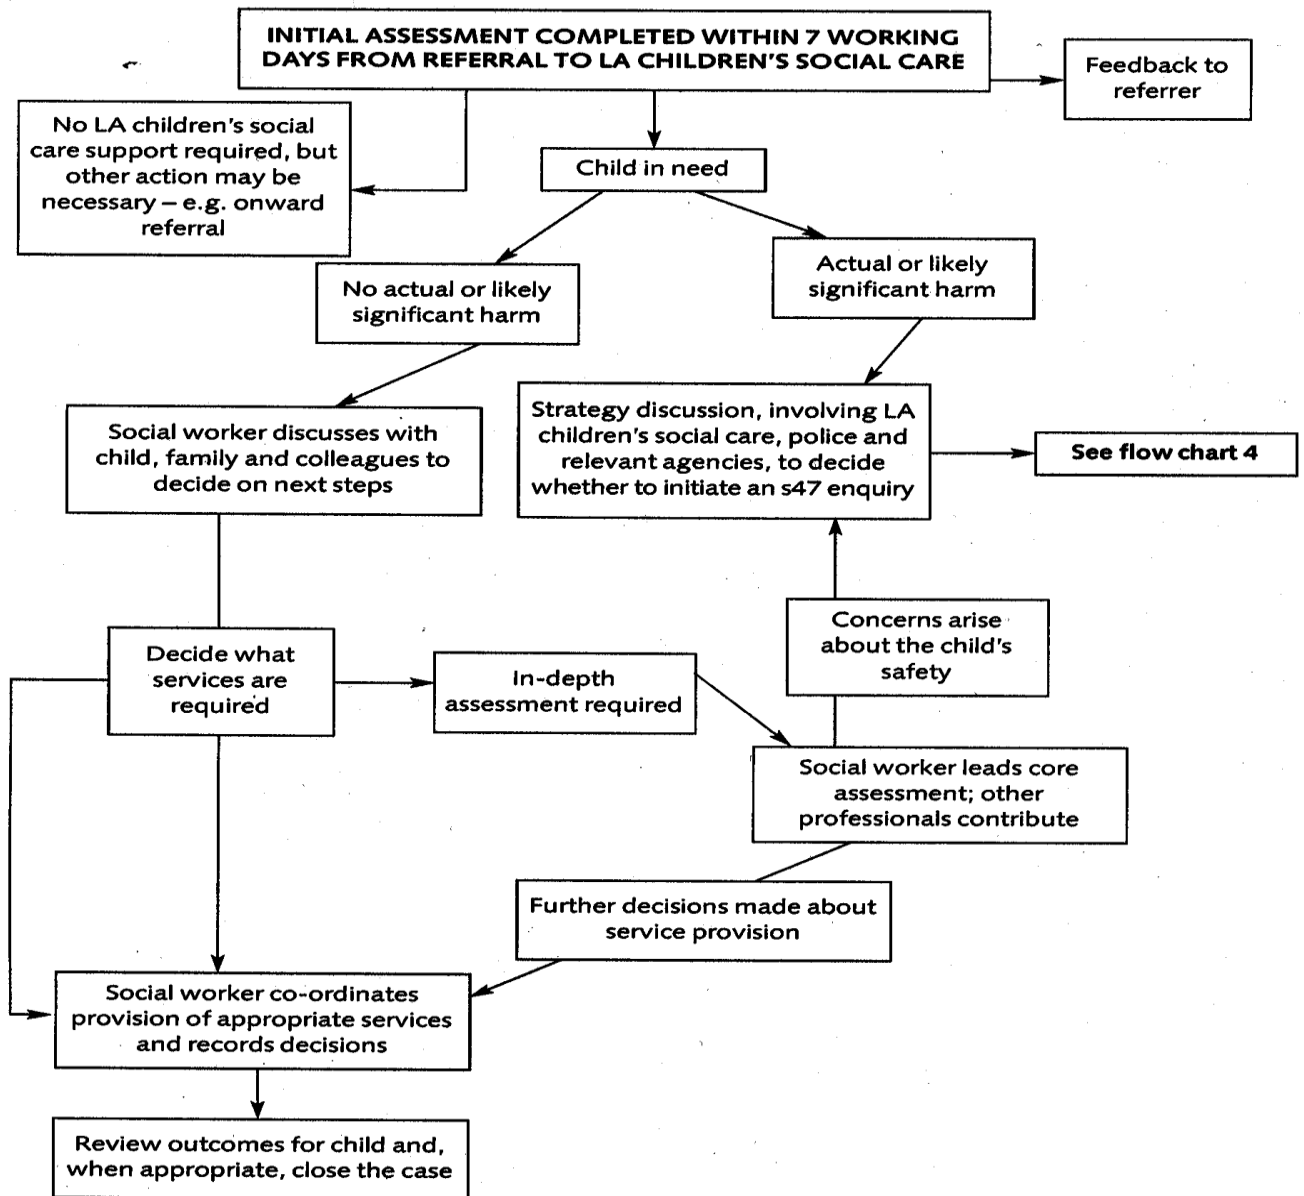 INITIAL ASSESSMENT COMPLETED WITHIN 7 WORKING
DAYS FROM REFERRAL TO LA CHILDREN'S SOCIAL CARE
Feedback to
referrer
No LA children's social
care support required, but
other action may be
necessary – e.g. onward
referral
Child in need
No actual or likely
significant harm
Actual or likely
significant harm
Social worker discusses with
child, family and colleagues to
decide on next steps
Strategy discussion, involving LA
children's social care, police and
relevant agencies, to decide
whether to initiate an s47 enquiry
See flow chart 4
Concerns arise
about the child's
safety
Decide what
services are
required
In-depth
assessment required
Social worker leads core
assessment; other
professionals contribute
Further decisions made about
service provision
Social worker co-ordinates
provision of appropriate services
and records decisions
Review outcomes for child and,
when appropriate, close the case